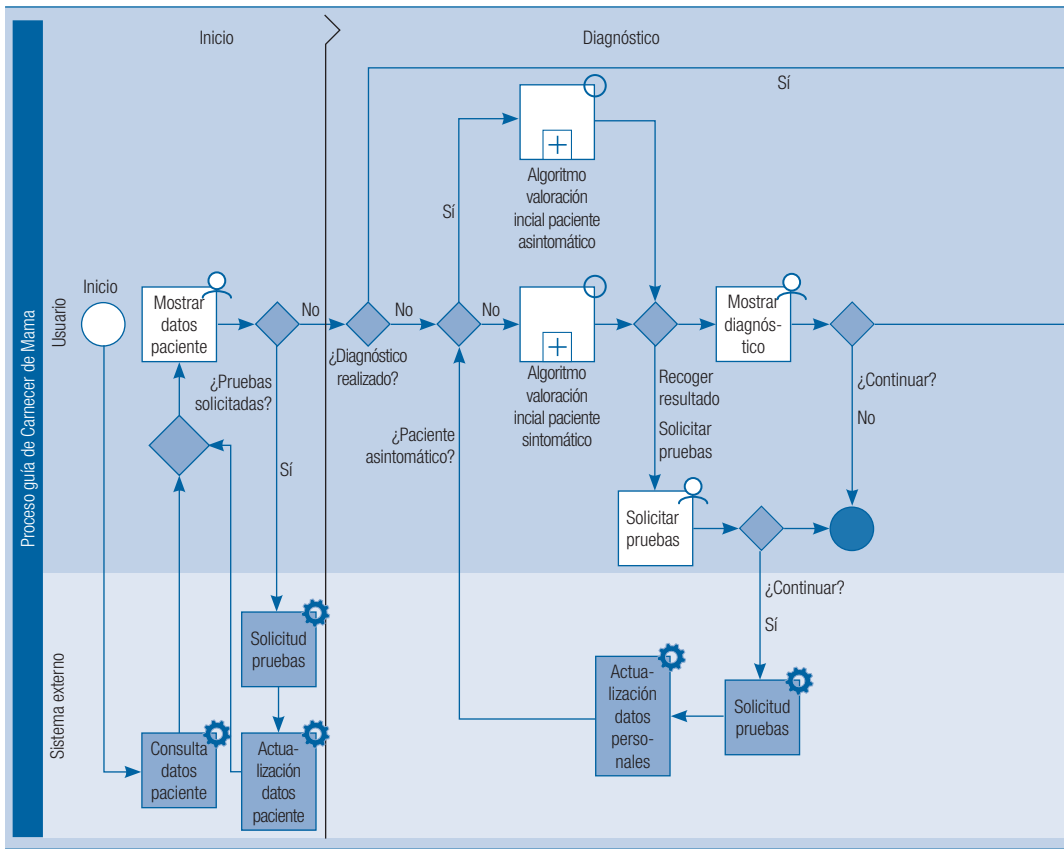 Proceso guía de Carnecer de Mama
Inicio
Diagnóstico
Usuario
Sistema externo
Sí
Algoritmo
valoración
incial paciente
asintomático
Sí
Inicio
Mostrar
datos
paciente
No
No
No
¿Diagnóstico
realizado?
Algoritmo
valoración
incial paciente
sintomático
Mostrar
diagnós-
tico
¿Pruebas
solicitadas?
Sí
¿Paciente
asintomático?
Recoger
resultado
Solicitar
pruebas
¿Continuar?
No
Solicitar
pruebas
¿Continuar?
Sí
Solicitud
pruebas
Consulta
datos
paciente
Actua-
lización
datos
paciente
Actua-
lización
datos
perso-
nales
Solicitud
pruebas